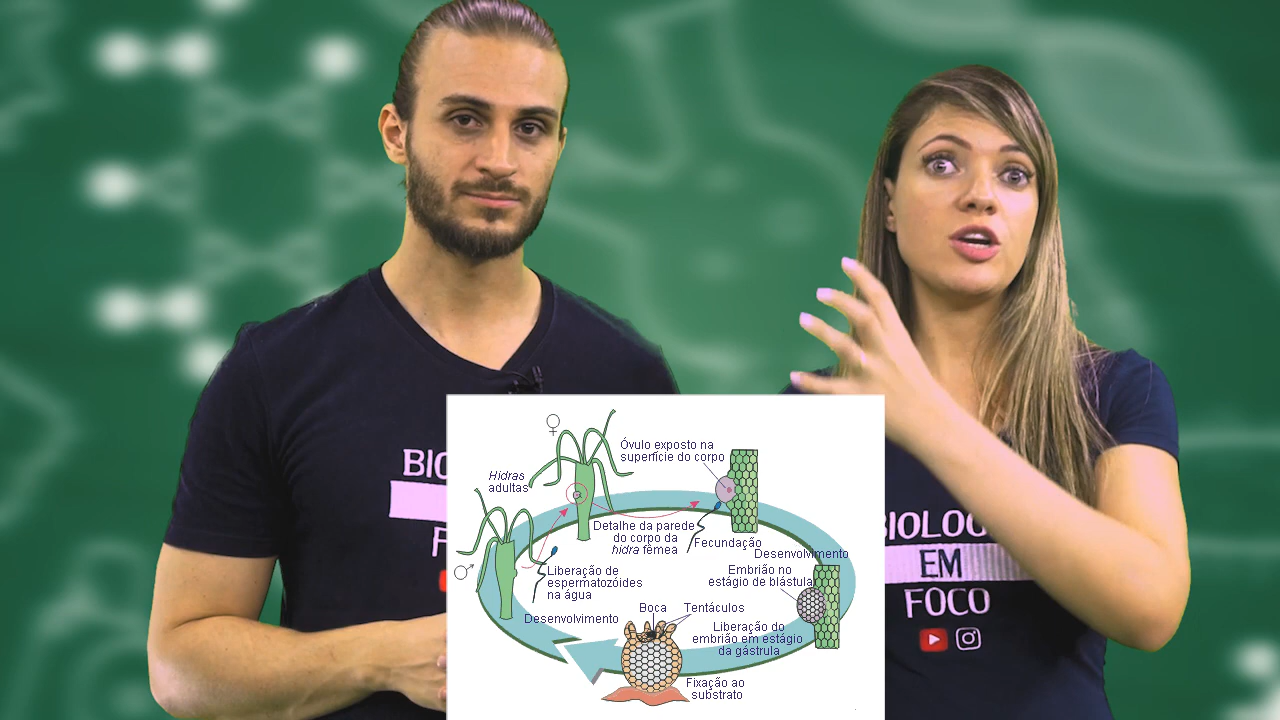 BIO
F
BIOLOG
EM
FOCO
♀
Óvulo exposto na
superfície do corpo
Hidras
adultas
Detalhe da parede
do corpo da
hidra fêmea
Fecundação
Desenvolvimento
♂
Liberação de
espermatozóides
na água
Embrião no
estágio de blástula
Desenvolvimento
Boca
Tentáculos
Liberação do
embrião em estágio
da gástrula
Fixação ao
substrato